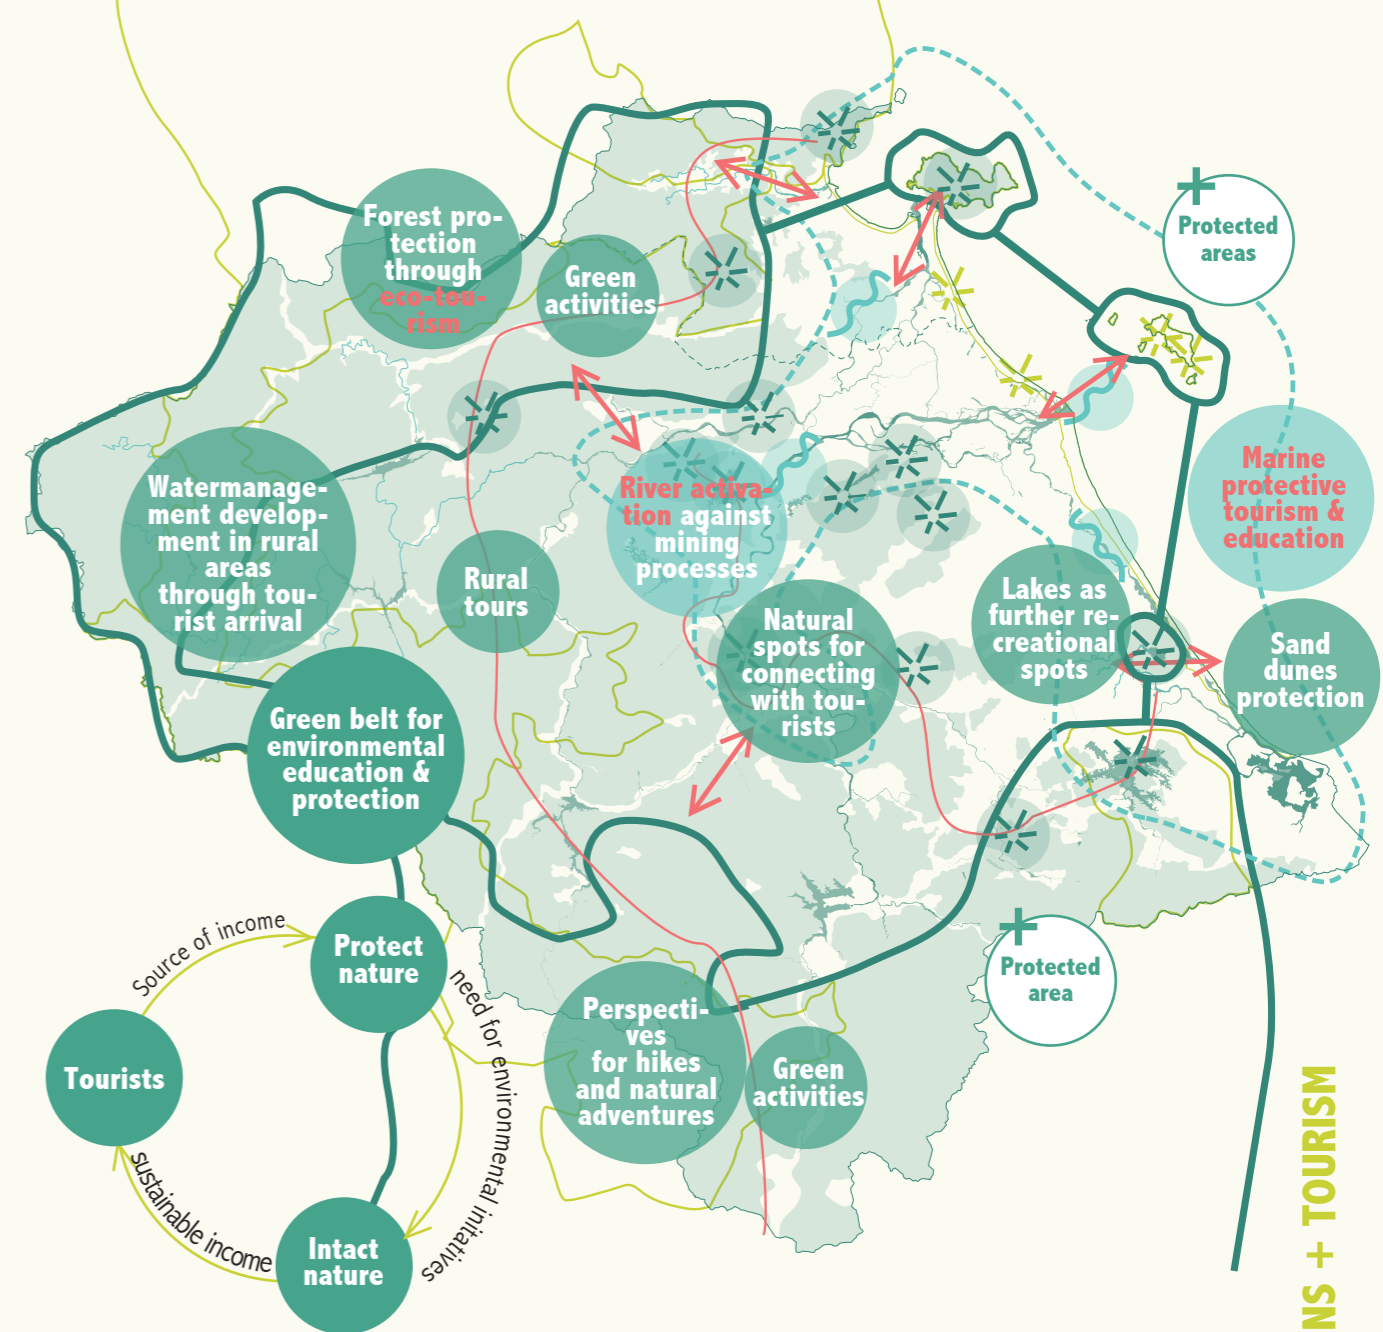 Protected
areas
Forest pro-
tection
through
eco-tou-
rism
Green
activities
Marine
protective
tourism &
education
Watermanage-
ment develop-
ment in rural
areas
through tou-
rist arrival
River activa-
tion against
mining
processes
Rural
tours
Lakes as
further re-
creational
spots
Natural
spots for
connecting
with tou-
rists
Sand
dunes
protection
Green belt for
environmental
education &
protection
Source of income
Protect
nature
need for environmental initatives
Protected
area
Perspecti-
ves
for hikes
and natural
adventures
Green
activities
Tourists
sustainable income
Intact
nature
NS + TOURISM